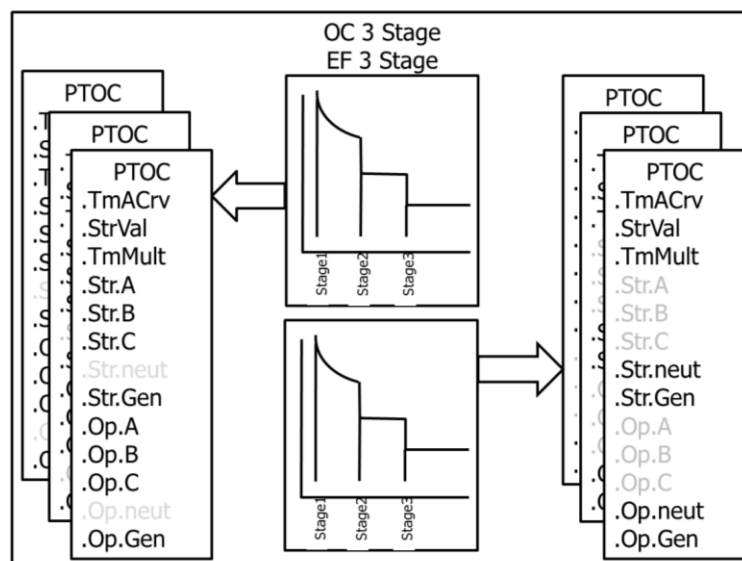 OC 3 Stage
EF 3 Stage
PTOC
PTOC
PTOC
.TmACrv
.StrVal
.TmMult
.Str.A
.Str.B
.Str.C
.Str.neut
.Str.Gen
.Op.A
.Op.B
.Op.C
.Op.neut
.Op.Gen
Stage1
Stage2
Stage3
Stage1
Stage2
Stage3
PTOC
PTOC
PTOC
.TmACrv
.StrVal
.TmMult
.Str.A
.Str.B
.Str.C
.Str.neut
.Str.Gen
.Op.A
.Op.B
.Op.C
.Op.neut
.Op.Gen